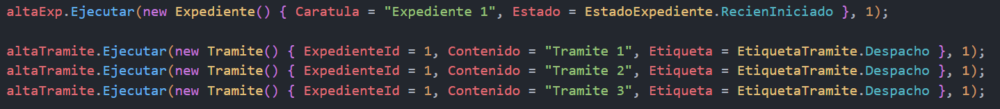 altaExp.Ejecutar(new Expediente() { Caratula = "Expediente 1", Estado = EstadoExpediente.RecienIniciado }, 1);
altaTramite.Ejecutar(new Tramite() { ExpedienteId = 1, Contenido = "Tramite 1", Etiqueta = EtiquetaTramite.Despacho }, 1);
altaTramite.Ejecutar(new Tramite() { ExpedienteId = 1, Contenido = "Tramite 2", Etiqueta = EtiquetaTramite.Despacho }, 1);
altaTramite.Ejecutar(new Tramite() { ExpedienteId = 1, Contenido = "Tramite 3", Etiqueta = EtiquetaTramite.Despacho }, 1);